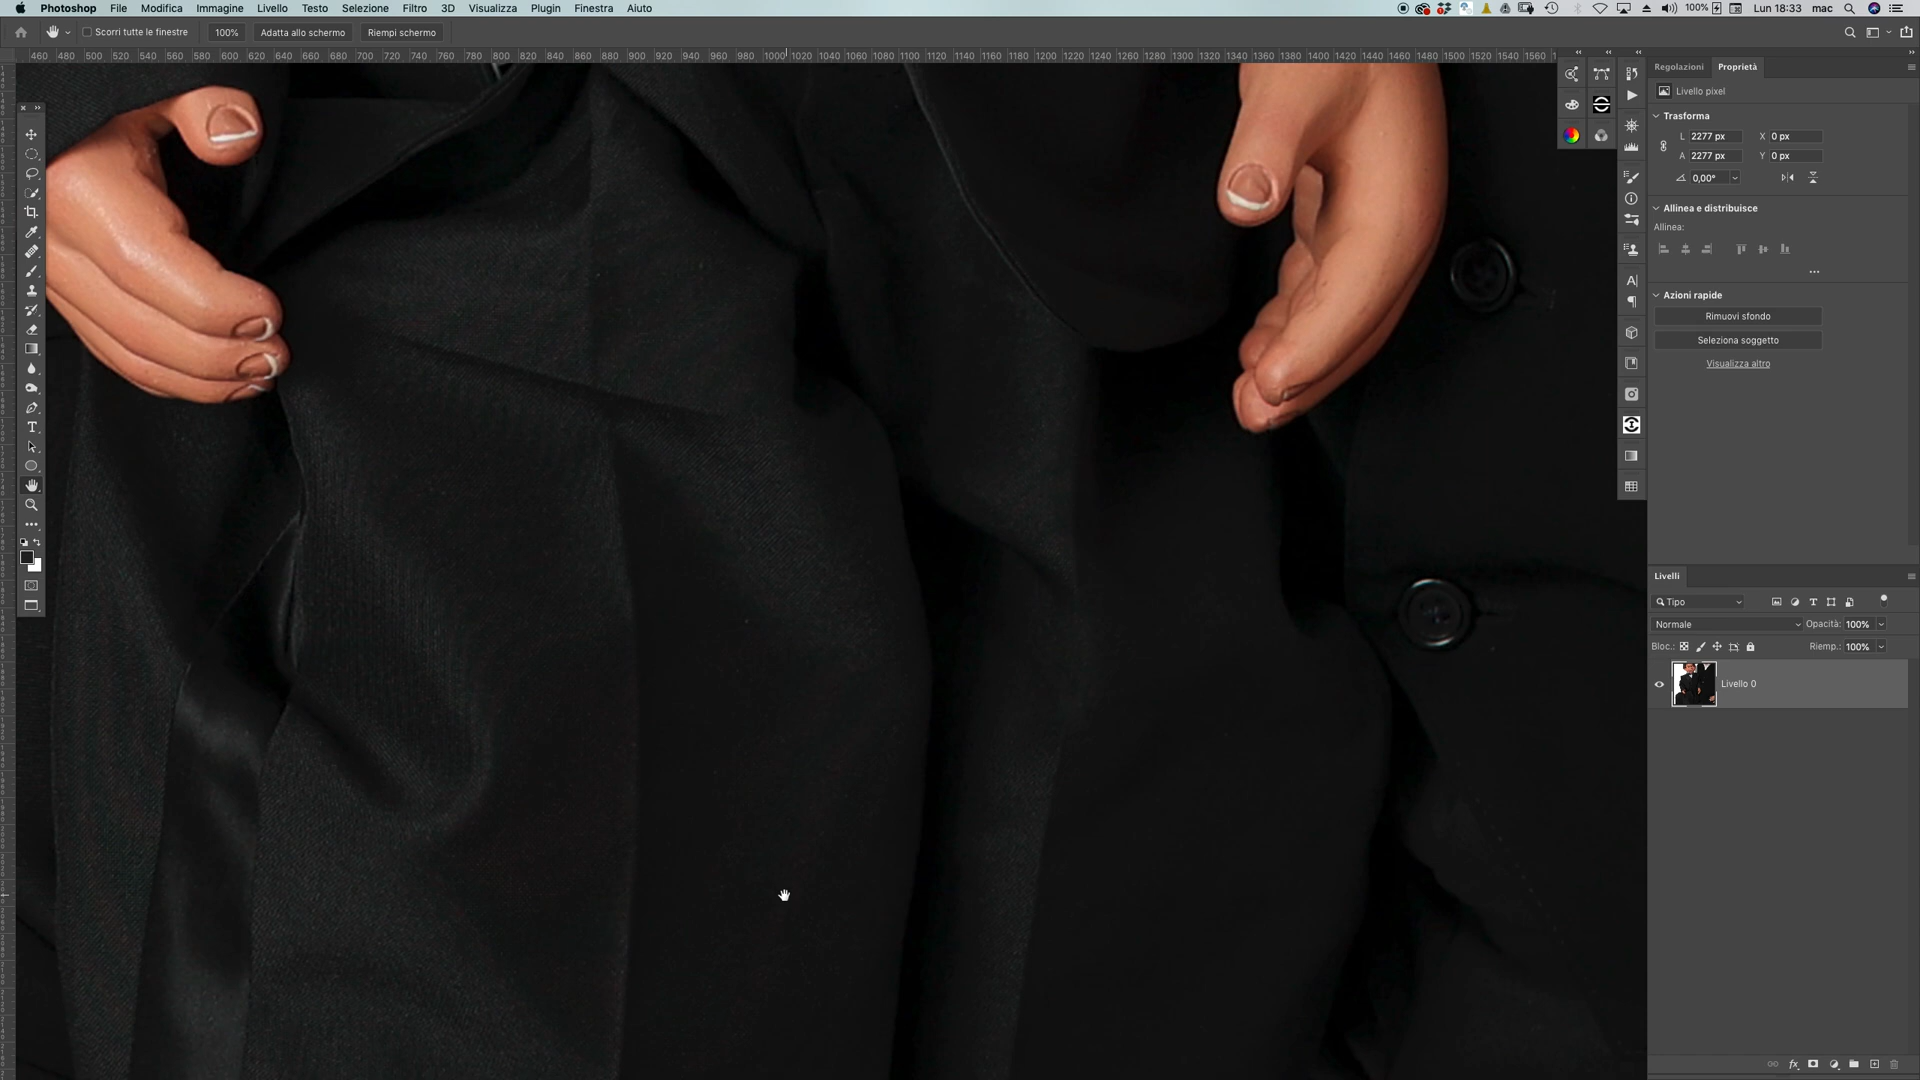 Photoshop File Modifica Immagine Livello Testo Selezione Filtro 3D Visualizza Plugin Finestra Aiuto 100% Lun 18:33 mac
Scorri tutte le finestre 100% Adatta allo schermo Riempi schermo
460 480 500 520 540 560 580 600 620 640 660 680 700 720 740 760 780 800 820 840 860 880 900 920 940 960 980 1000 1020 1040 1060 1080 1100 1120 1140 1160 1180 1200 1220 1240 1260 1280 1300 1320 1340 1360 1380 1400 1420 1440 1460 1480 1500 1520 1540 1560
Regolazioni Proprietà
Livello pixel
Trasforma
L 2277 px X 0 px
A 2277 px Y 0 px
0,00°
Allinea e distribuisce
Allinea:
Azioni rapide
Rimuovi sfondo
Seleziona soggetto
Visualizza altro
Livelli
Tipo
Normale Opacità: 100%
Bloc.: Riemp.: 100%
Livello 0